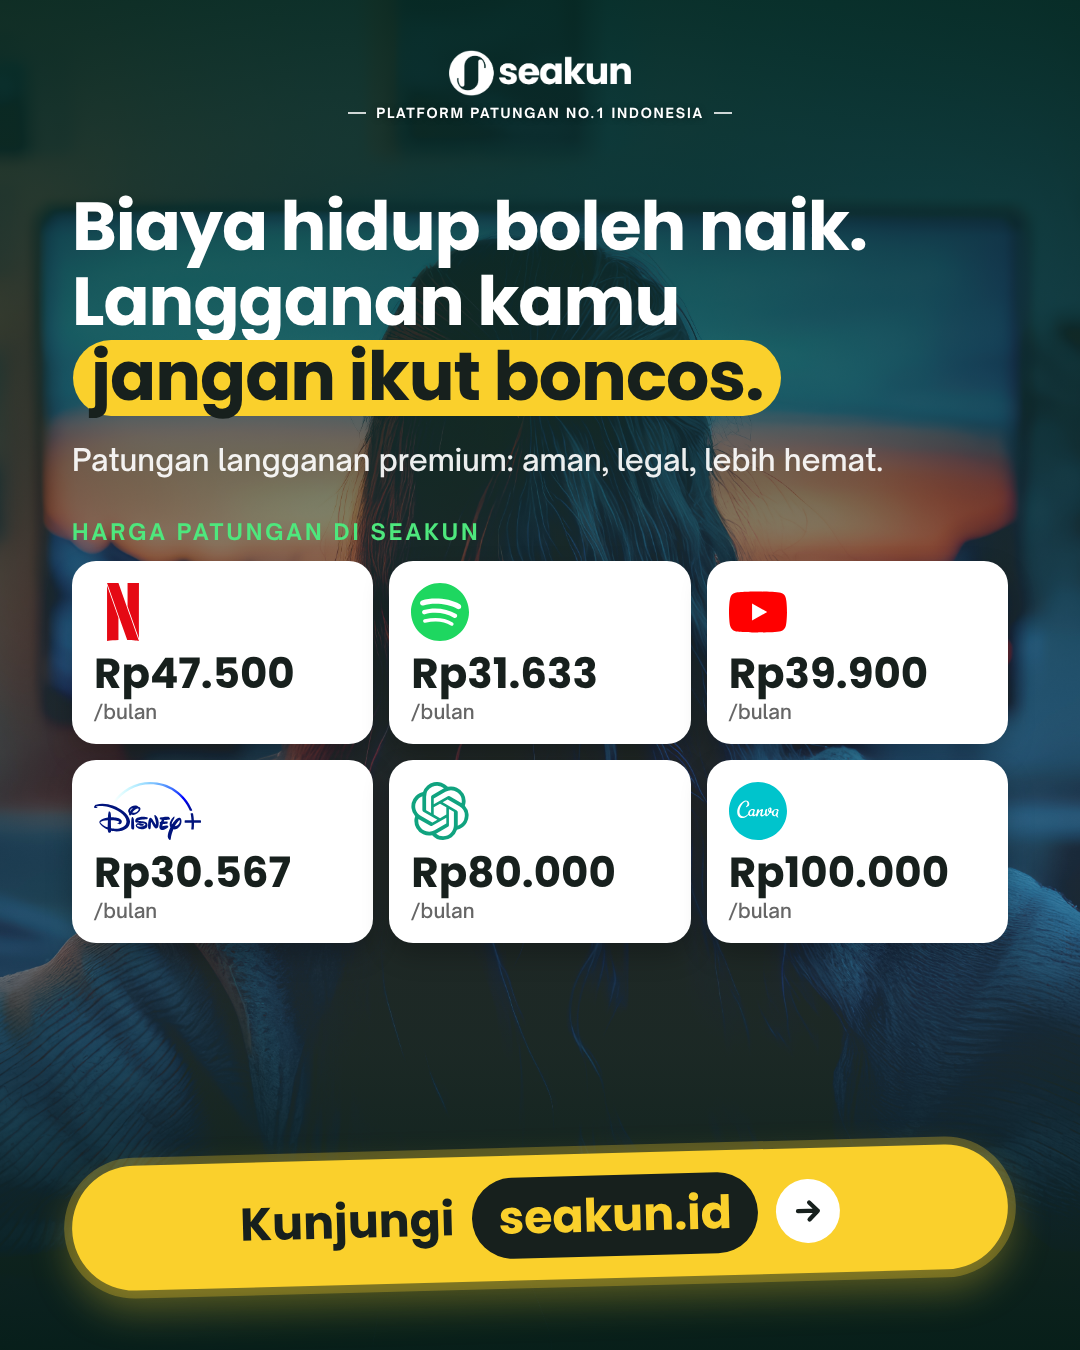 seakun
PLATFORM PATUNGAN NO.1 INDONESIA
Biaya hidup boleh naik.
Langganan kamu
jangan ikut boncos.
Patungan langganan premium: aman, legal, lebih hemat.
HARGA PATUNGAN DI SEAKUN
N
Rp47.500
/bulan
Rp31.633
/bulan
Rp39.900
/bulan
Disney+
Rp30.567
/bulan
Rp80.000
/bulan
Canva
Rp100.000
/bulan
Kunjungi seakun.id